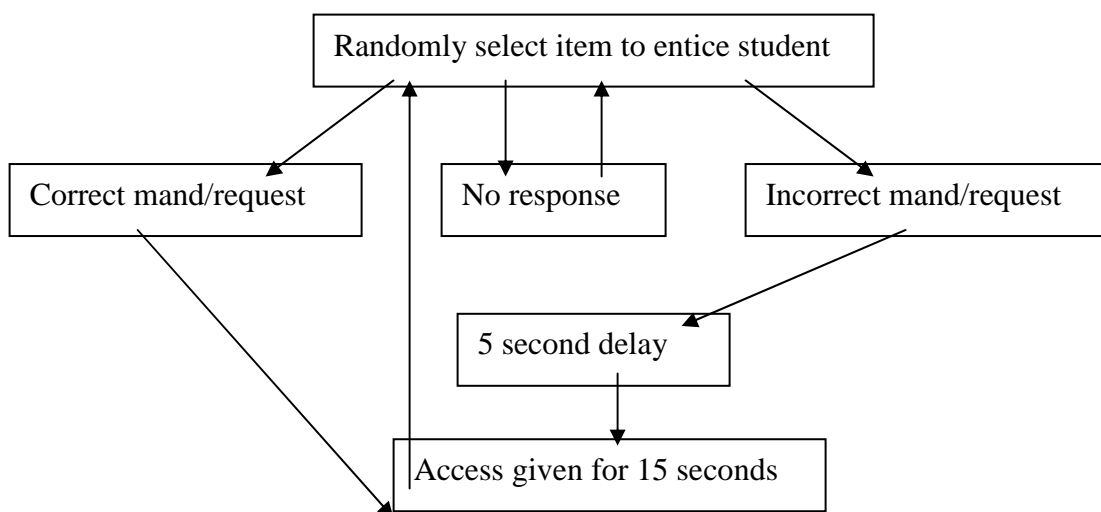 Randomly select item to entice student
Correct mand/request
No response
Incorrect mand/request
5 second delay
Access given for 15 seconds